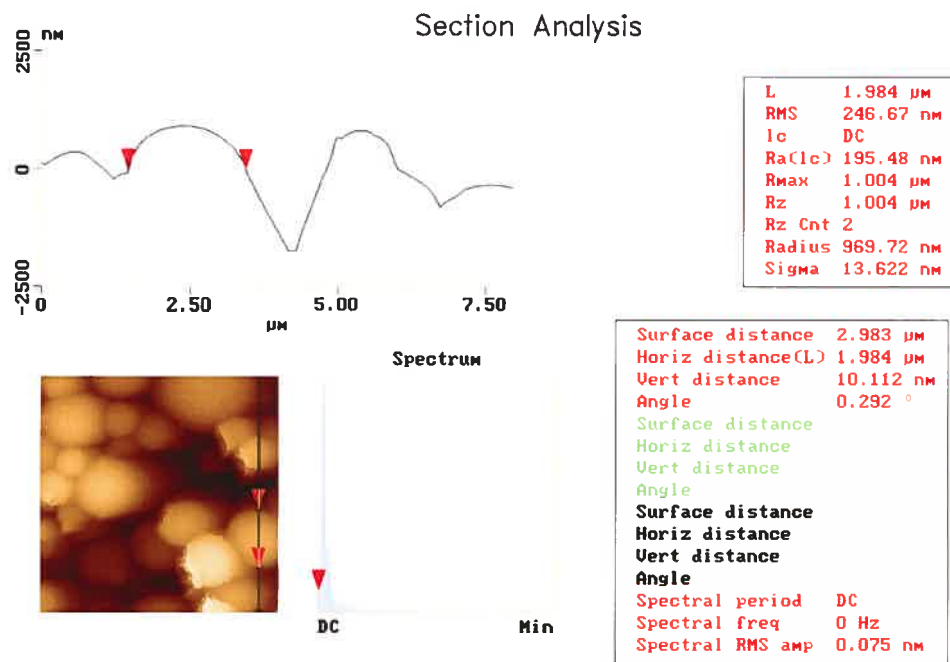 Section Analysis
2500 nM
0
-2500
0 2.50 5.00 7.50
μM
L 1.984 μM
RMS 246.67 nM
lc DC
Ra(lc) 195.48 nM
RMax 1.004 μM
Rz 1.004 μM
Rz Cnt 2
Radius 969.72 nM
SigMa 13.622 nM
SpectruM
DC Min
Surface distance 2.983 μM
Horiz distance(L) 1.984 μM
Vert distance 10.112 nM
Angle 0.292 °
Surface distance
Horiz distance
Vert distance
Angle
Surface distance
Horiz distance
Vert distance
Angle
Spectral period DC
Spectral freq 0 Hz
Spectral RMS aMp 0.075 nM